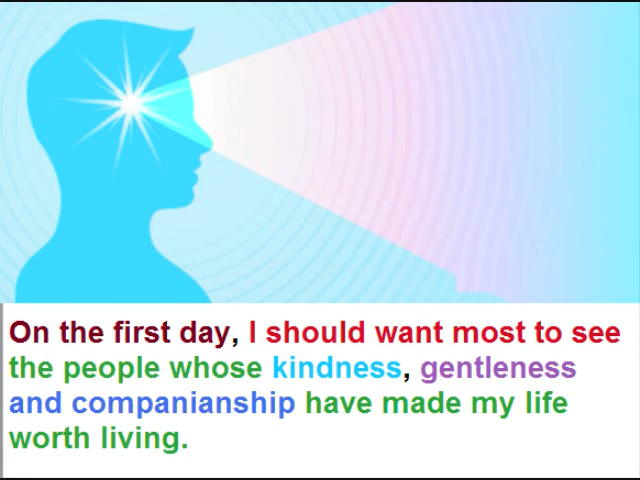 On the first day, I should want most to see
the people whose kindness, gentleness
and companianship have made my life
worth living.